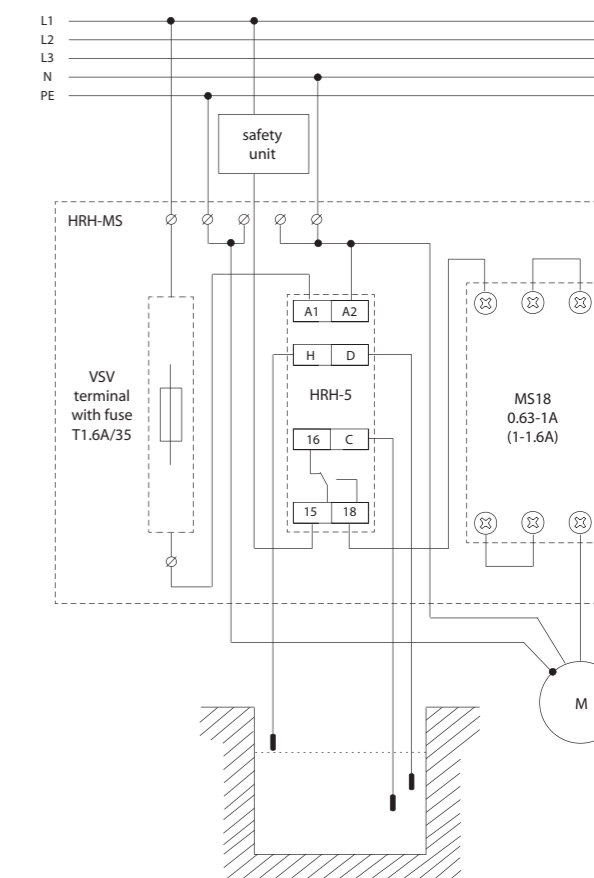 L1
L2
L3
N
PE
safety
unit
HRH-MS
A1 A2
H D
VSV
terminal
with fuse
T1.6A/35
HRH-5
MS18
0.63-1A
(1-1.6A)
16 C
15 18
M